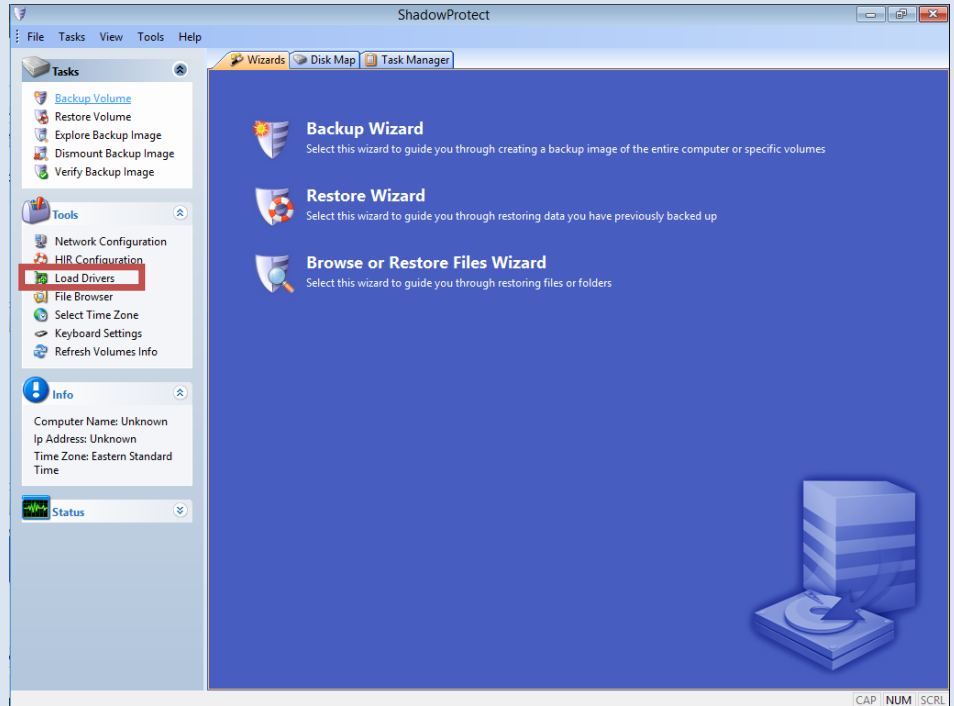 ShadowProtect
File Tasks View Tools Help
Wizards Disk Map Task Manager
Tasks
Backup Volume
Restore Volume
Explore Backup Image
Dismount Backup Image
Verify Backup Image
Tools
Network Configuration
HIR Configuration
Load Drivers
File Browser
Select Time Zone
Keyboard Settings
Refresh Volumes Info
Info
Computer Name: Unknown
Ip Address: Unknown
Time Zone: Eastern Standard
Time
Status
Backup Wizard
Select this wizard to guide you through creating a backup image of the entire computer or specific volumes
Restore Wizard
Select this wizard to guide you through restoring data you have previously backed up
Browse or Restore Files Wizard
Select this wizard to guide you through restoring files or folders
CAP NUM SCRL